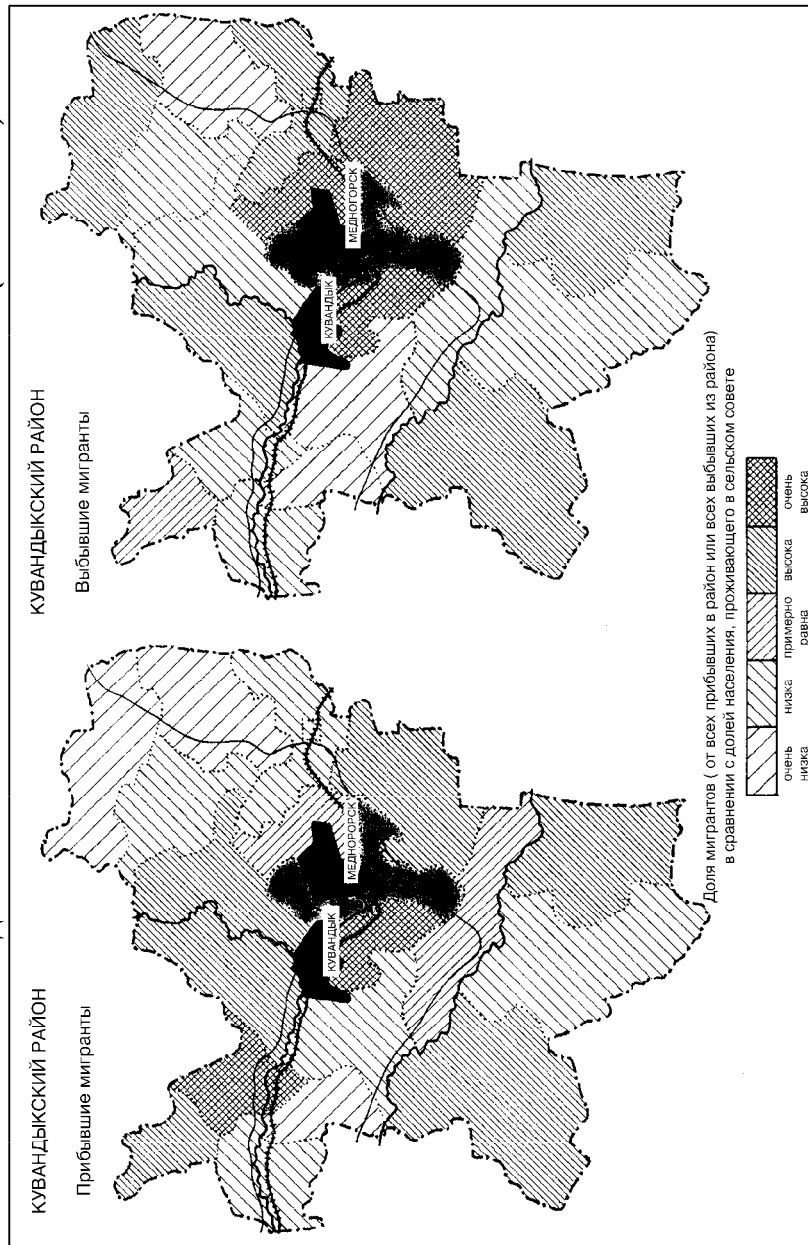 КУВАНДЫКСКИЙ РАЙОН
Прибывшие мигранты
КУВАНДЫК
МЕДНОРОРСК
КУВАНДЫКСКИЙ РАЙОН
Выбывшие мигранты
КУВАНДЫК
МЕДНОГОРСК
Доля мигрантов ( от всех прибывших в район или всех выбывших из района)
в сравнении с долей населения, проживающего в сельском совете
очень
низка
низка
примерно
равна
высока
очень
высока